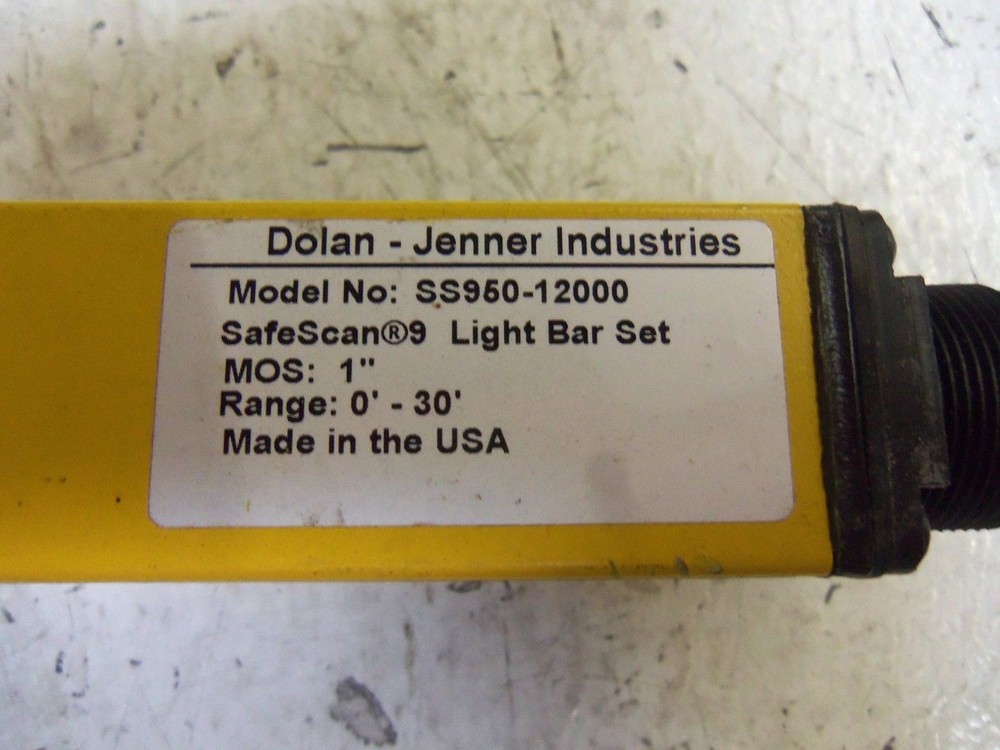 Dolan - Jenner Industries
Model No: SS950-12000
SafeScan®9 Light Bar Set
MOS: 1"
Range: 0' - 30'
Made in the USA